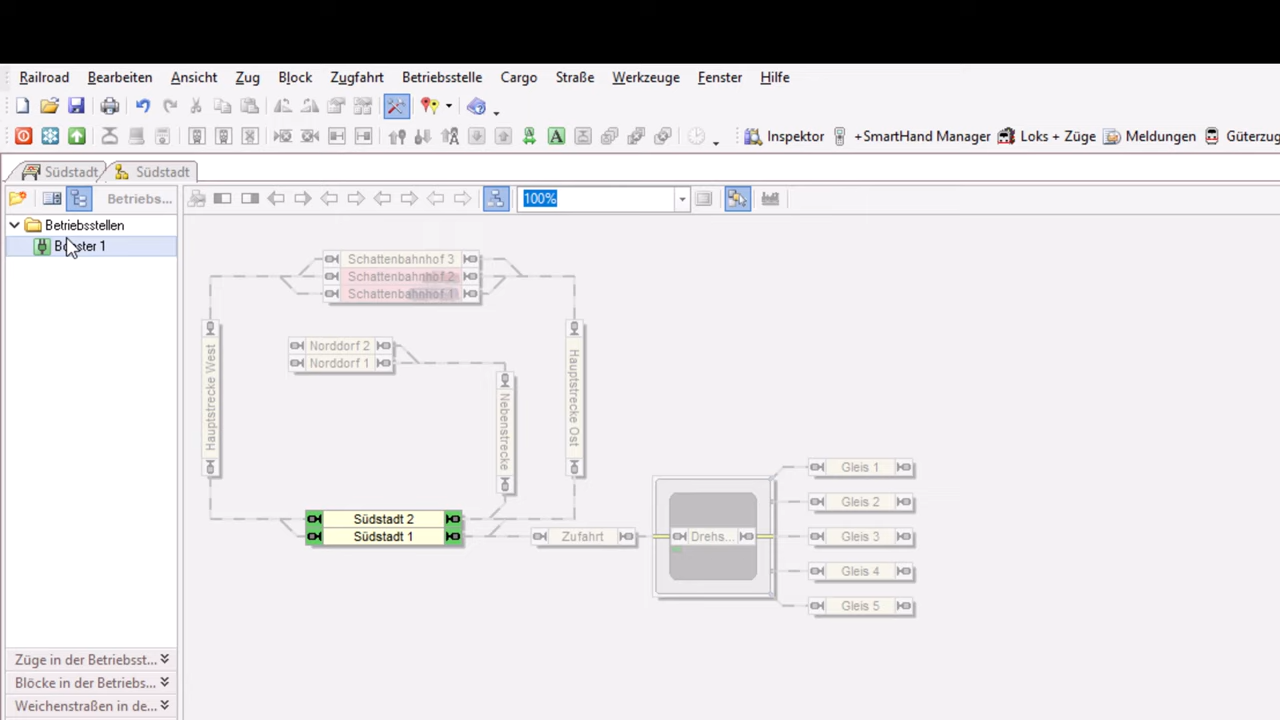 Railroad Bearbeiten Ansicht Zug Block Zugfahrt Betriebsstelle Cargo Straße Werkzeuge Fenster Hilfe
A Inspektor +SmartHand Manager Loks + Züge Meldungen Güterzug
Südstadt Südstadt
Betriebs... 100%
Betriebsstellen
Booster 1
Schattenbahnhof 3
Schattenbahnhof 2
Schattenbahnhof 1
Norddorf 2
Norddorf 1
Hauptstrecke West
Nebenstrecke
Hauptstrecke Ost
Südstadt 2
Südstadt 1
Zufahrt
Drehs...
Gleis 1
Gleis 2
Gleis 3
Gleis 4
Gleis 5
Züge in der Betriebsst...
Blöcke in der Betriebs...
Weichenstraßen in de...